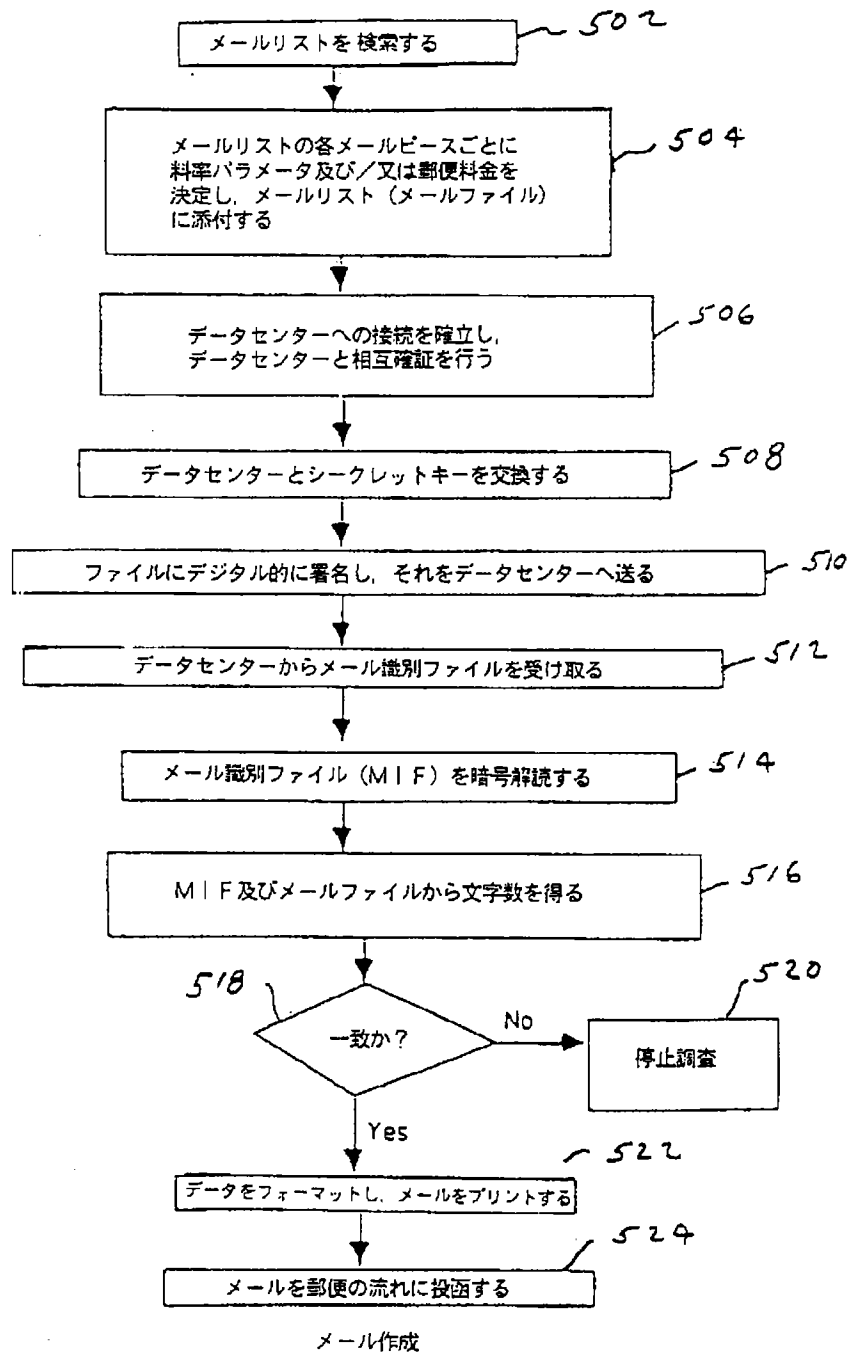 メールリストを検索する
502
メールリストの各メールピースごとに
料率パラメータ及び／又は郵便料金を
決定し，メールリスト（メールファイル）
に添付する
504
データセンターへの接続を確立し，
データセンターと相互確証を行う
506
データセンターとシークレットキーを交換する
508
ファイルにデジタル的に署名し，それをデータセンターへ送る
510
データセンターからメール識別ファイルを受け取る
512
メール識別ファイル（ＭＩＦ）を暗号解読する
514
ＭＩＦ及びメールファイルから文字数を得る
516
518
一致か？
No
520
停止調査
Yes
522
データをフォーマットし，メールをプリントする
524
メールを郵便の流れに投函する
メール作成